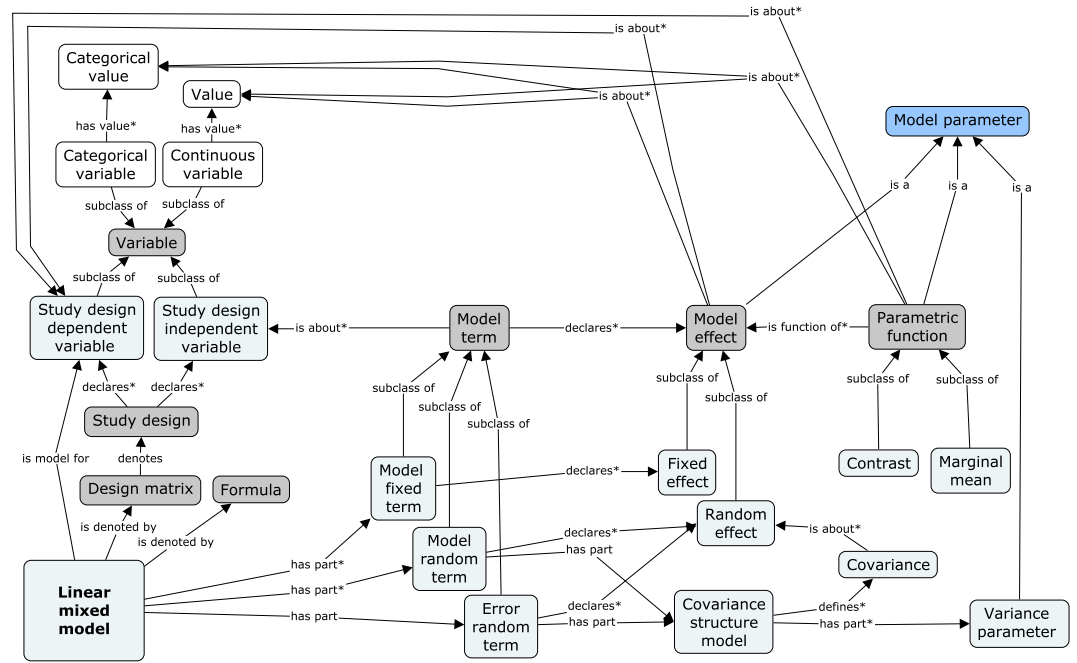 is about*
is about*
Categorical
value
is about*
Value
is about*
Model parameter
has value*
has value*
Categorical
variable
Continuous
variable
is a
is a
is a
subclass of
subclass of
Variable
subclass of
subclass of
Study design
dependent
variable
Study design
independent
variable
is about*
Model
term
declares*
Model
effect
is function of*
Parametric
function
declares*
declares*
subclass of
subclass of
subclass of
subclass of
subclass of
subclass of
subclass of
Study design
is model for
denotes
Model
fixed
term
declares*
Fixed
effect
Contrast
Marginal
mean
Design matrix
Formula
is denoted by
is denoted by
Model
random
term
declares*
has part
Random
effect
is about*
Covariance
Linear
mixed
model
has part*
has part*
has part
Error
random
term
declares*
has part
Covariance
structure
model
defines*
has part*
Variance
parameter